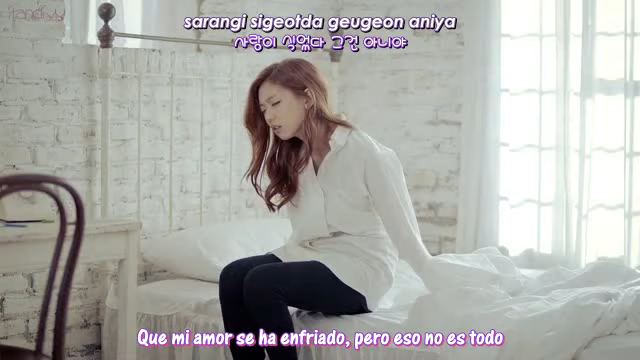 sarangi sigeotda geugeon aniya
사랑이 식었다 그건 아니야
Que mi amor se ha enfriado, pero eso no es todo